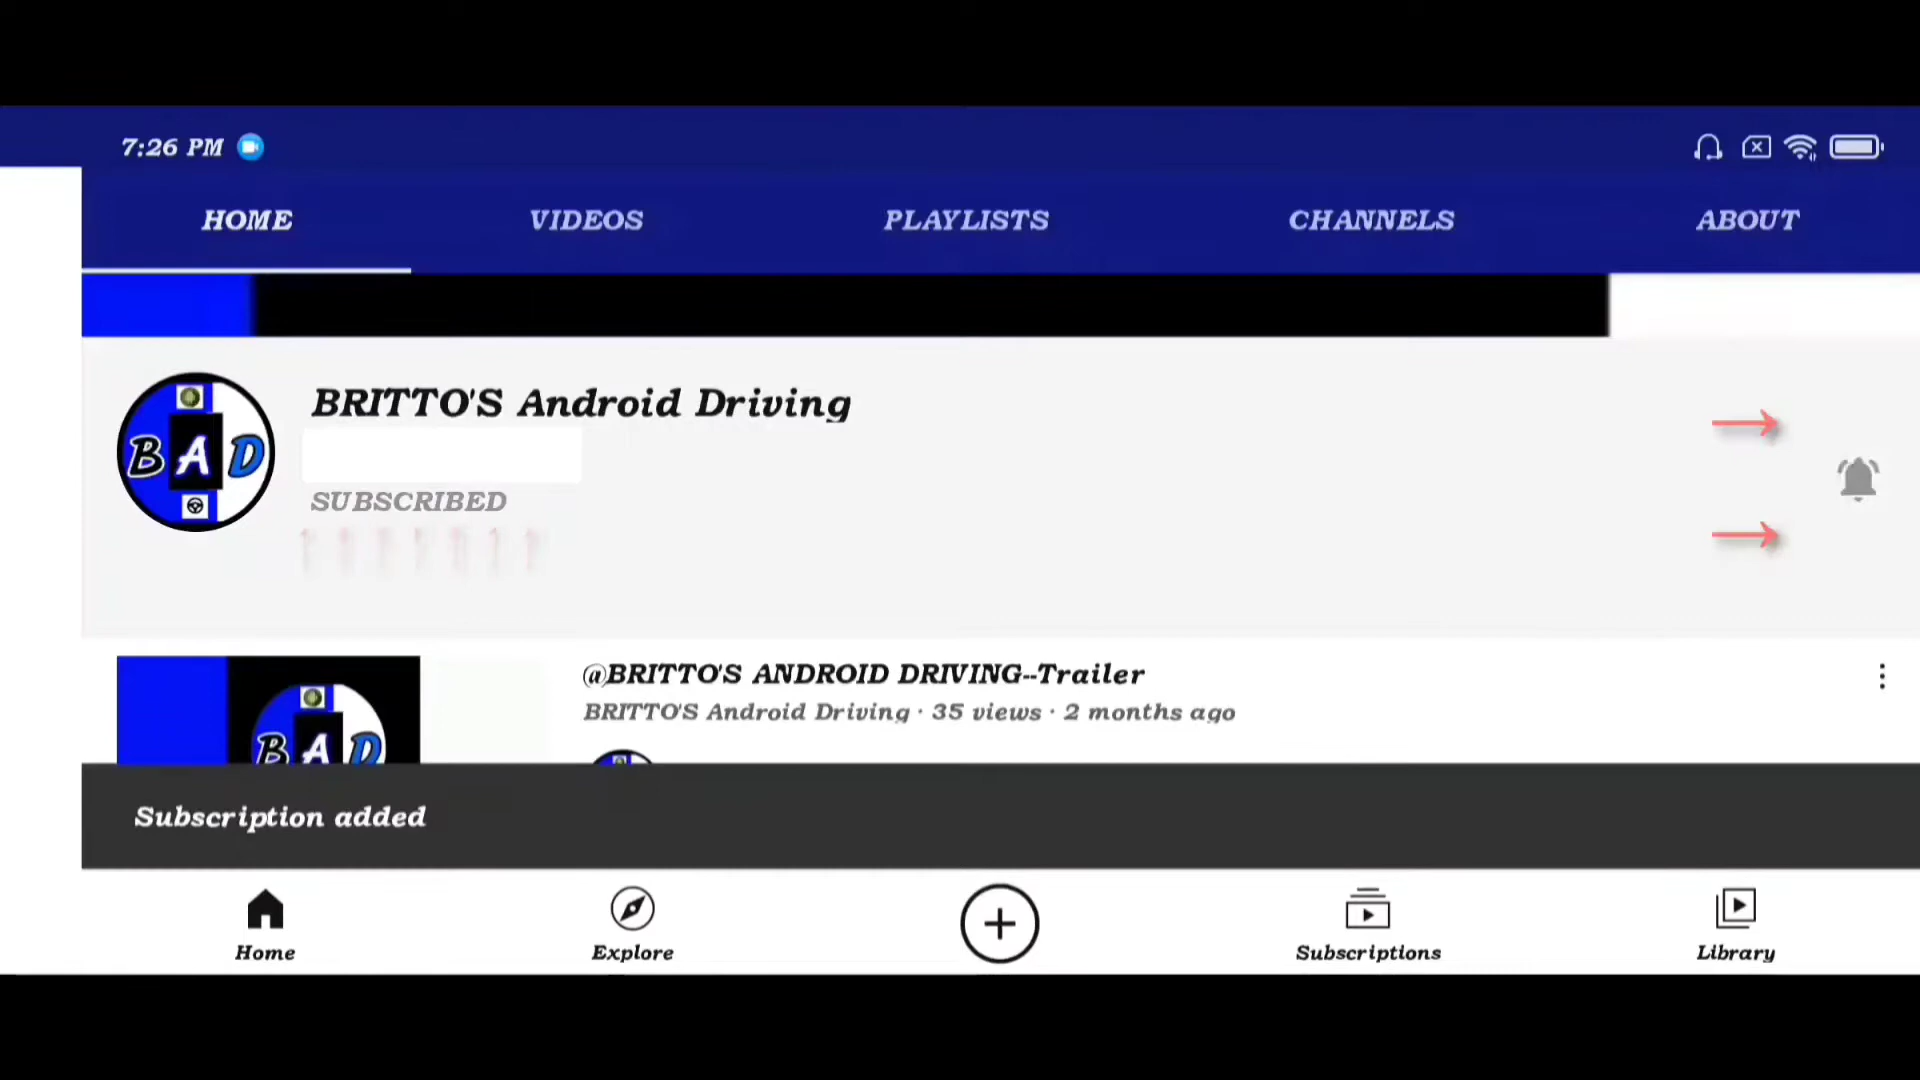 7:26 PM
HOME VIDEOS PLAYLISTS CHANNELS ABOUT
BAD
BRITTO'S Android Driving
SUBSCRIBED
@BRITTO'S ANDROID DRIVING--Trailer
BRITTO'S Android Driving · 35 views · 2 months ago
BAD
Subscription added
Home Explore Subscriptions Library